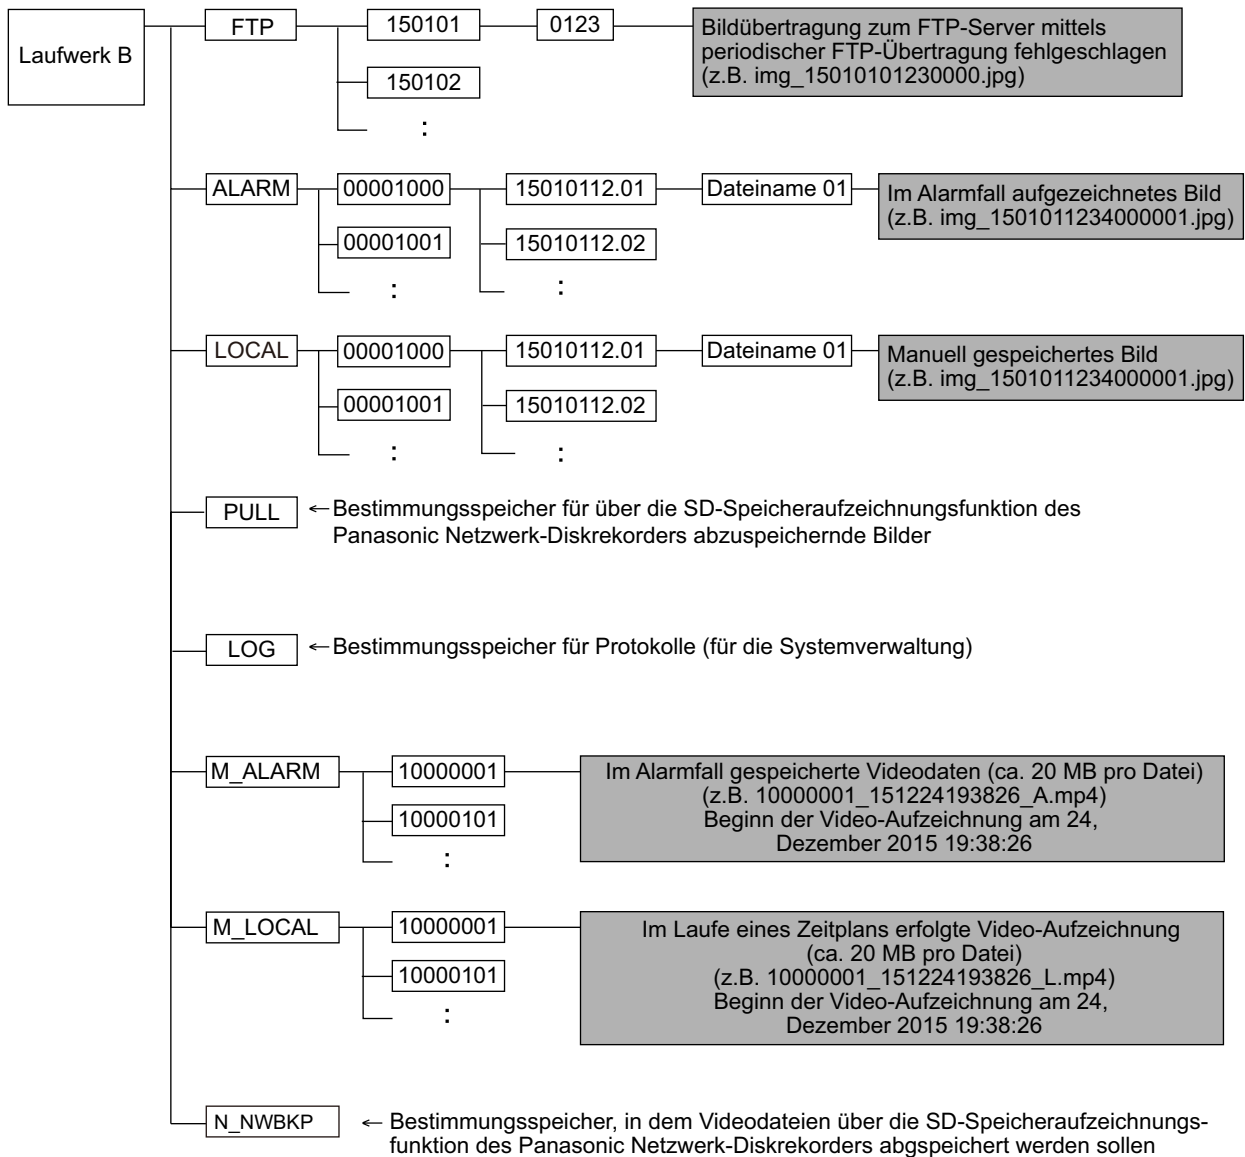 Laufwerk B
FTP
150101
0123
Bildübertragung zum FTP-Server mittels
periodischer FTP-Übertragung fehlgeschlagen
(z.B. img_15010101230000.jpg)
150102
:
ALARM
00001000
15010112.01
Dateiname 01
Im Alarmfall aufgezeichnetes Bild
(z.B. img_1501011234000001.jpg)
00001001
15010112.02
:
:
LOCAL
00001000
15010112.01
Dateiname 01
Manuell gespeichertes Bild
(z.B. img_1501011234000001.jpg)
00001001
15010112.02
:
:
PULL
←Bestimmungsspeicher für über die SD-Speicheraufzeichnungsfunktion des
Panasonic Netzwerk-Diskrekorders abzuspeichernde Bilder
LOG
←Bestimmungsspeicher für Protokolle (für die Systemverwaltung)
M_ALARM
10000001
Im Alarmfall gespeicherte Videodaten (ca. 20 MB pro Datei)
(z.B. 10000001_151224193826_A.mp4)
Beginn der Video-Aufzeichnung am 24,
Dezember 2015 19:38:26
10000101
:
M_LOCAL
10000001
Im Laufe eines Zeitplans erfolgte Video-Aufzeichnung
(ca. 20 MB pro Datei)
(z.B. 10000001_151224193826_L.mp4)
Beginn der Video-Aufzeichnung am 24,
Dezember 2015 19:38:26
10000101
:
N_NWBKP
← Bestimmungsspeicher, in dem Videodateien über die SD-Speicheraufzeichnungs-
funktion des Panasonic Netzwerk-Diskrekorders abgspeichert werden sollen